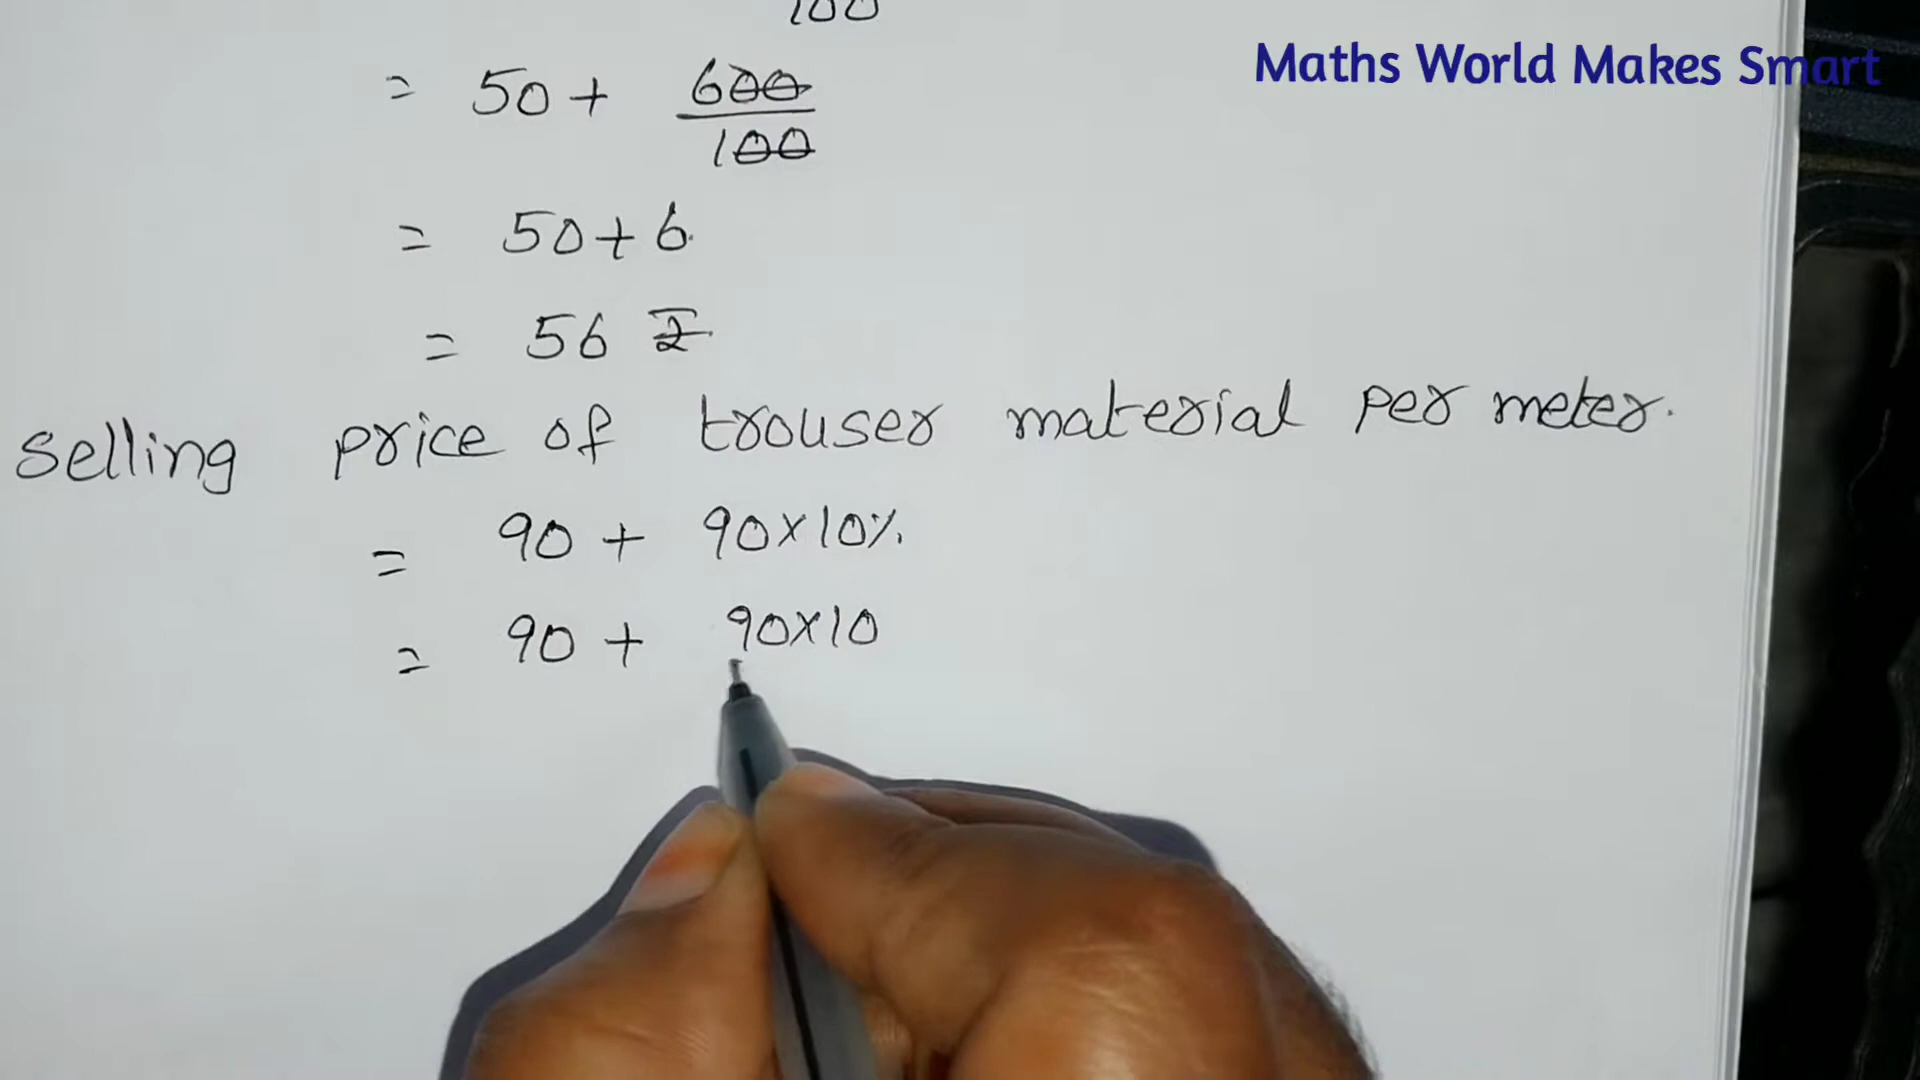 100
Maths World Makes Smart
= 50 + 600/100
= 50 + 6.
= 56 ₹.
Selling price of trouser material per meter.
= 90 + 90×10%.
= 90 + 90×10